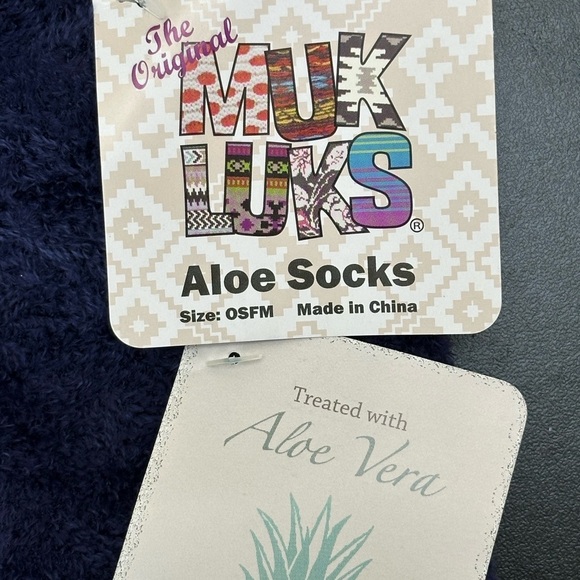 The
Original
MUK
LUKS®
Aloe Socks
Size: OSFM Made in China
Treated with
Aloe Vera